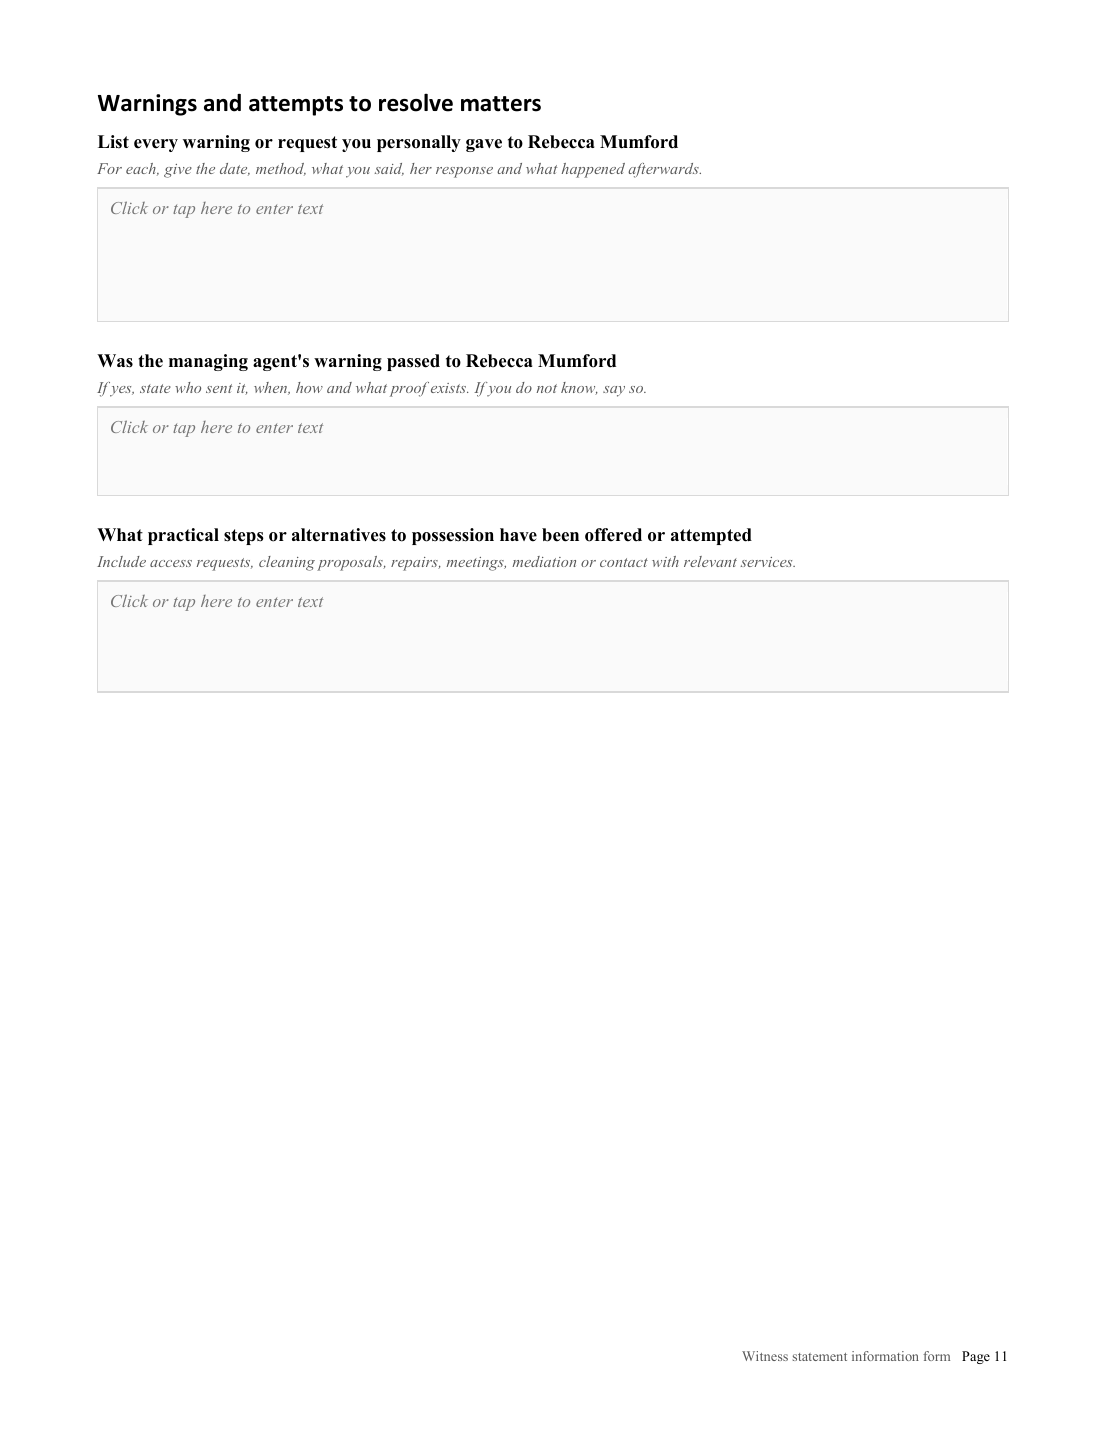 Warnings and attempts to resolve matters
List every warning or request you personally gave to Rebecca Mumford
For each, give the date, method, what you said, her response and what happened afterwards.
Click or tap here to enter text
Was the managing agent's warning passed to Rebecca Mumford
If yes, state who sent it, when, how and what proof exists. If you do not know, say so.
Click or tap here to enter text
What practical steps or alternatives to possession have been offered or attempted
Include access requests, cleaning proposals, repairs, meetings, mediation or contact with relevant services.
Click or tap here to enter text
Witness statement information form Page 11